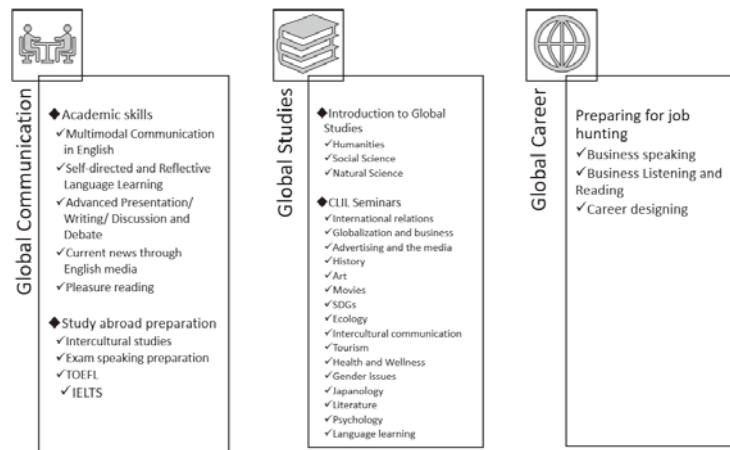 Global Communication
◆Academic skills
✓Multimodal Communication
in English
✓Self-directed and Reflective
Language Learning
✓Advanced Presentation/
Writing/ Discussion and
Debate
✓Current news through
English media
✓Pleasure reading
◆Study abroad preparation
✓Intercultural studies
✓Exam speaking preparation
✓TOEFL
✓IELTS
Global Studies
◆Introduction to Global
Studies
✓Humanities
✓Social Science
✓Natural Science
◆CLIL Seminars
✓International relations
✓Globalization and business
✓Advertising and the media
✓History
✓Art
✓Movies
✓SDGs
✓Ecology
✓Intercultural communication
✓Tourism
✓Health and Wellness
✓Gender issues
✓Japanology
✓Literature
✓Psychology
✓Language learning
Global Career
Preparing for job
hunting
✓Business speaking
✓Business Listening and
Reading
✓Career designing